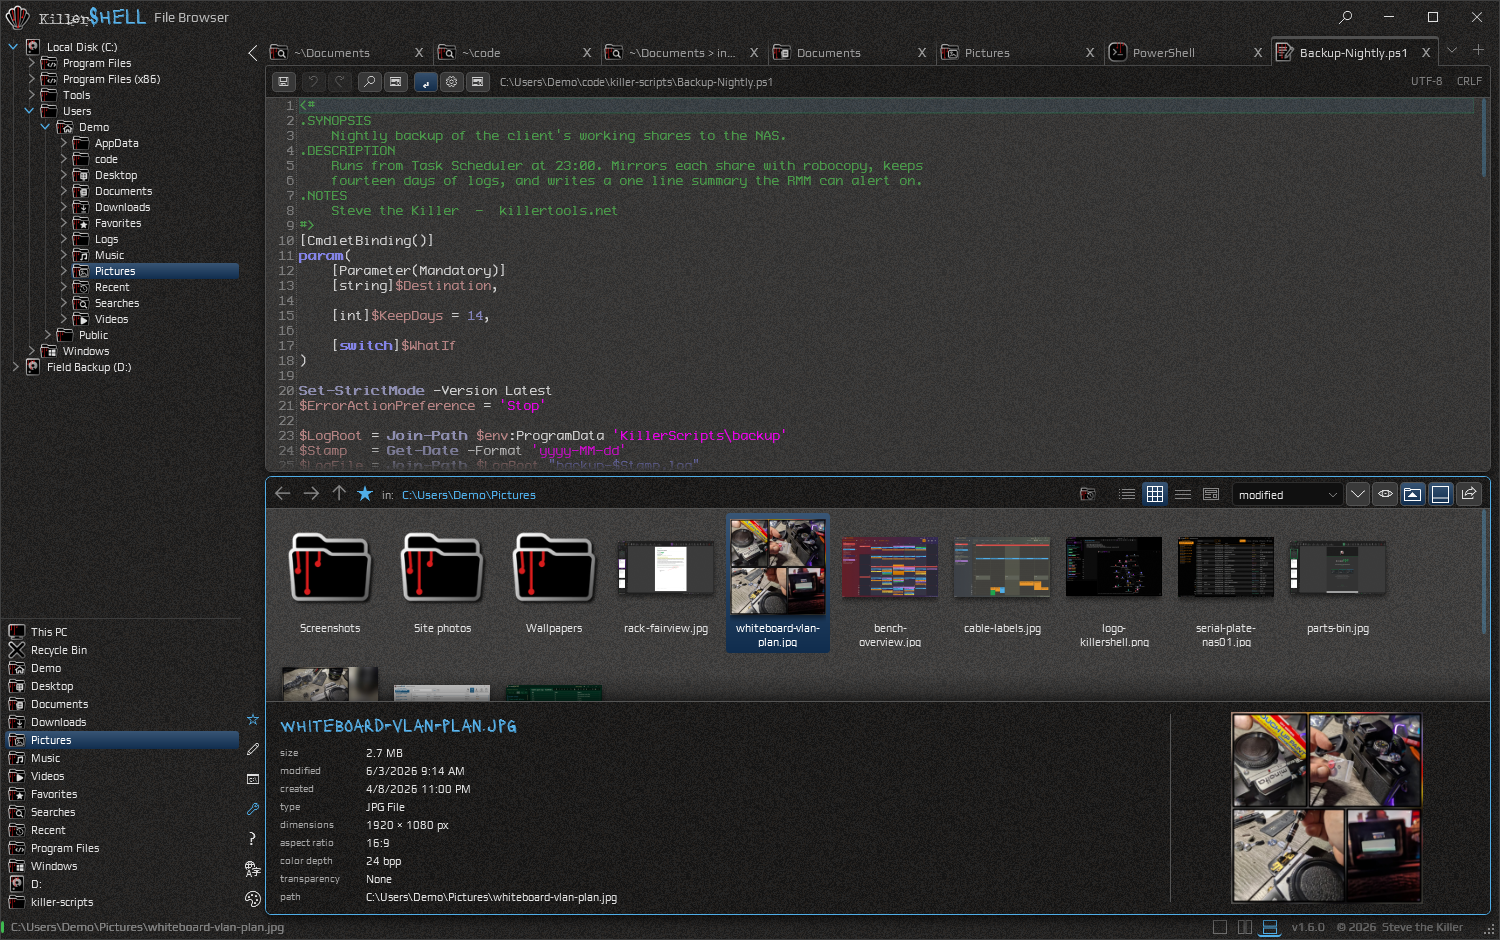 KillerSHELL File Browser
Local Disk (C:)
Program Files
Program Files (x86)
Tools
Users
Demo
AppData
code
Desktop
Documents
Downloads
Favorites
Logs
Music
Pictures
Recent
Searches
Videos
Public
Windows
Field Backup (D:)
This PC
Recycle Bin
Demo
Desktop
Documents
Downloads
Pictures
Music
Videos
Favorites
Searches
Recent
Program Files
Windows
D:
killer-scripts
~\Documents X
~\code X
~\Documents > in... X
Documents X
Pictures X
PowerShell X
Backup-Nightly.ps1 X
C:\Users\Demo\code\killer-scripts\Backup-Nightly.ps1 UTF-8 CRLF
1 <#
2 .SYNOPSIS
3 Nightly backup of the client's working shares to the NAS.
4 .DESCRIPTION
5 Runs from Task Scheduler at 23:00. Mirrors each share with robocopy, keeps
6 fourteen days of logs, and writes a one line summary the RMM can alert on.
7 .NOTES
8 Steve the Killer - killertools.net
9 #>
10 [CmdletBinding()]
11 param(
12 [Parameter(Mandatory)]
13 [string]$Destination,
14
15 [int]$KeepDays = 14,
16
17 [switch]$WhatIf
18 )
19
20 Set-StrictMode -Version Latest
21 $ErrorActionPreference = 'Stop'
22
23 $LogRoot = Join-Path $env:ProgramData 'KillerScripts\backup'
24 $Stamp = Get-Date -Format 'yyyy-MM-dd'
25 $LogFile = Join-Path $LogRoot "backup-$Stamp.log"
in: C:\Users\Demo\Pictures
modified
Screenshots
Site photos
Wallpapers
rack-fairview.jpg
whiteboard-vlan-
plan.jpg
bench-
overview.jpg
cable-labels.jpg
logo-
killershell.png
serial-plate-
nas01.jpg
parts-bin.jpg
WHITEBOARD-VLAN-PLAN.JPG
size 2.7 MB
modified 6/3/2026 9:14 AM
created 4/8/2026 11:00 PM
type JPG File
dimensions 1920 × 1080 px
aspect ratio 16:9
color depth 24 bpp
transparency None
path C:\Users\Demo\Pictures\whiteboard-vlan-plan.jpg
minolta
C:\Users\Demo\Pictures\whiteboard-vlan-plan.jpg
v1.6.0 © 2026 Steve the Killer